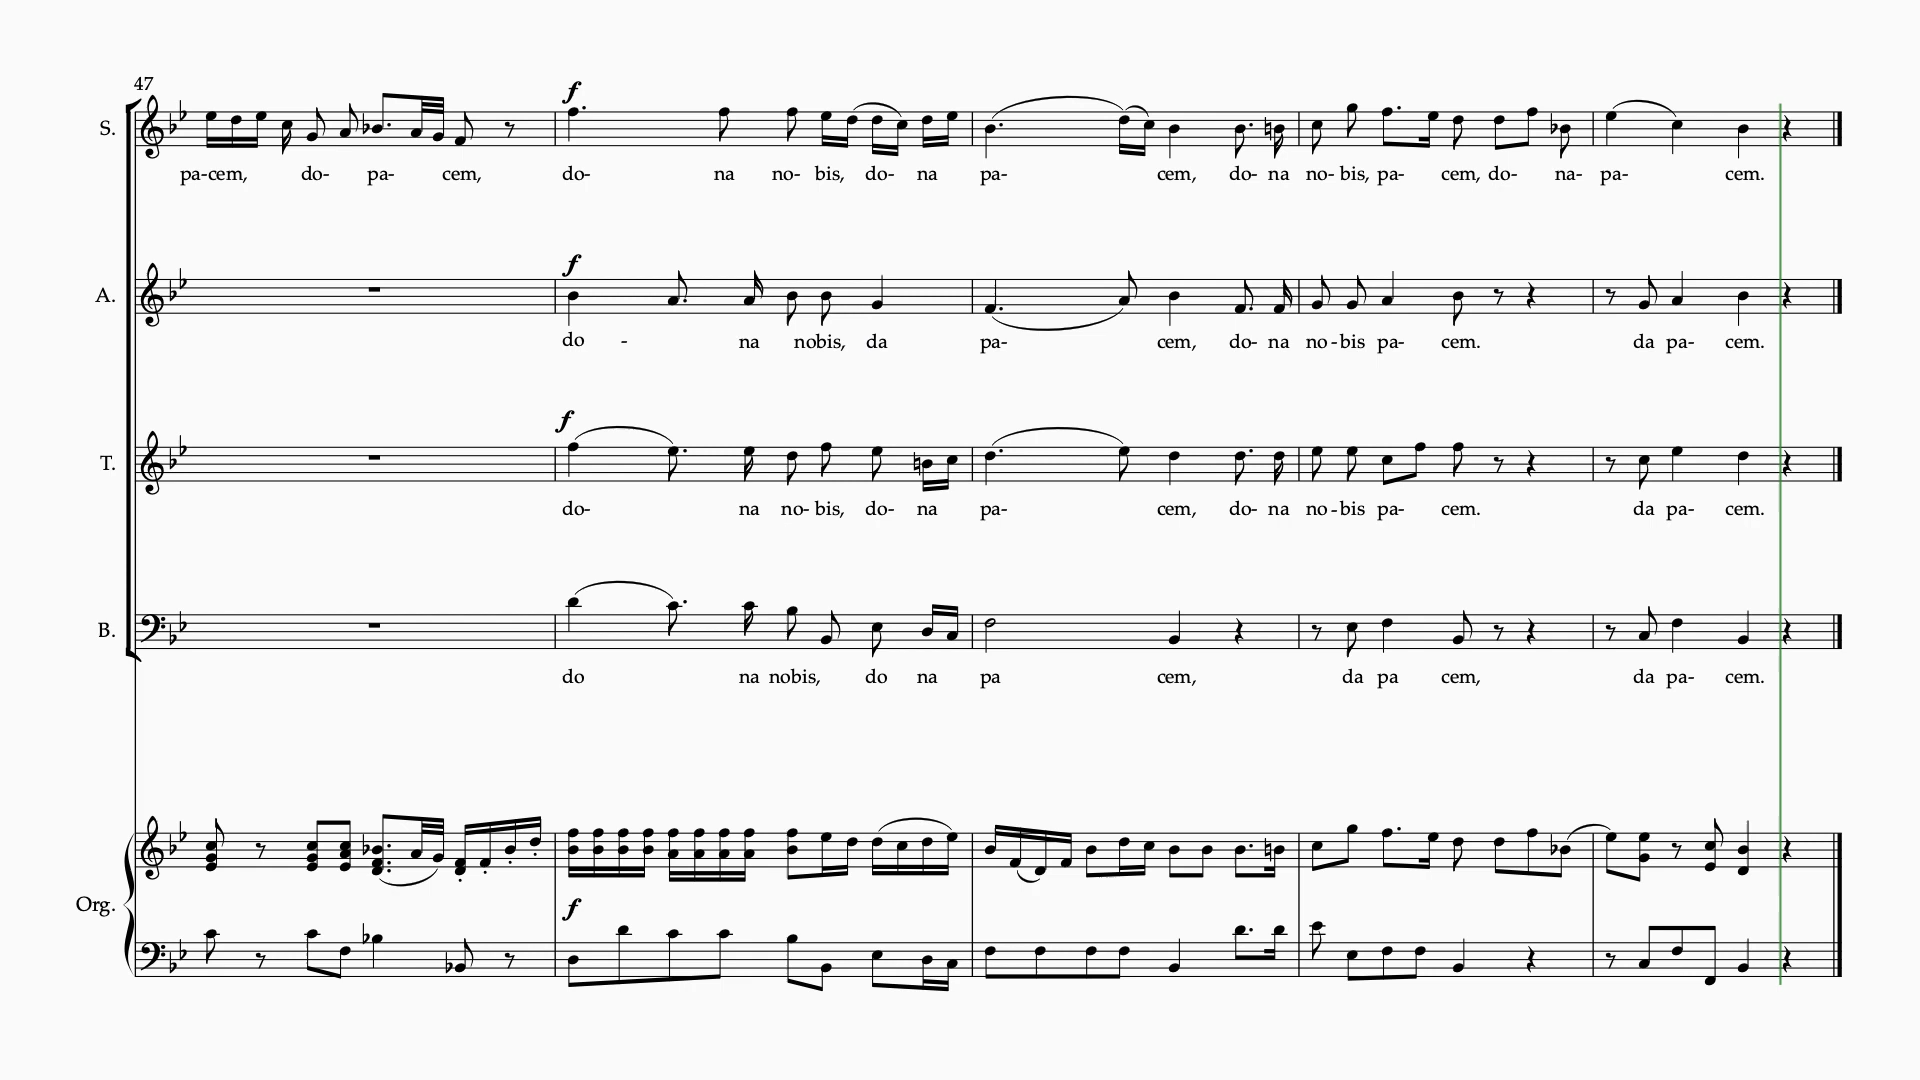 47
f
S.
pa-cem, do- pa- cem, do- na no- bis, do- na pa- cem, do- na no- bis, pa- cem, do- na- pa- cem.
f
A.
do - na nobis, da pa- cem, do- na no-bis pa- cem. da pa- cem.
f
T.
do- na no- bis, do- na pa- cem, do- na no-bis pa- cem. da pa- cem.
B.
do na nobis, do na pa cem, da pa cem, da pa- cem.
Org.
f